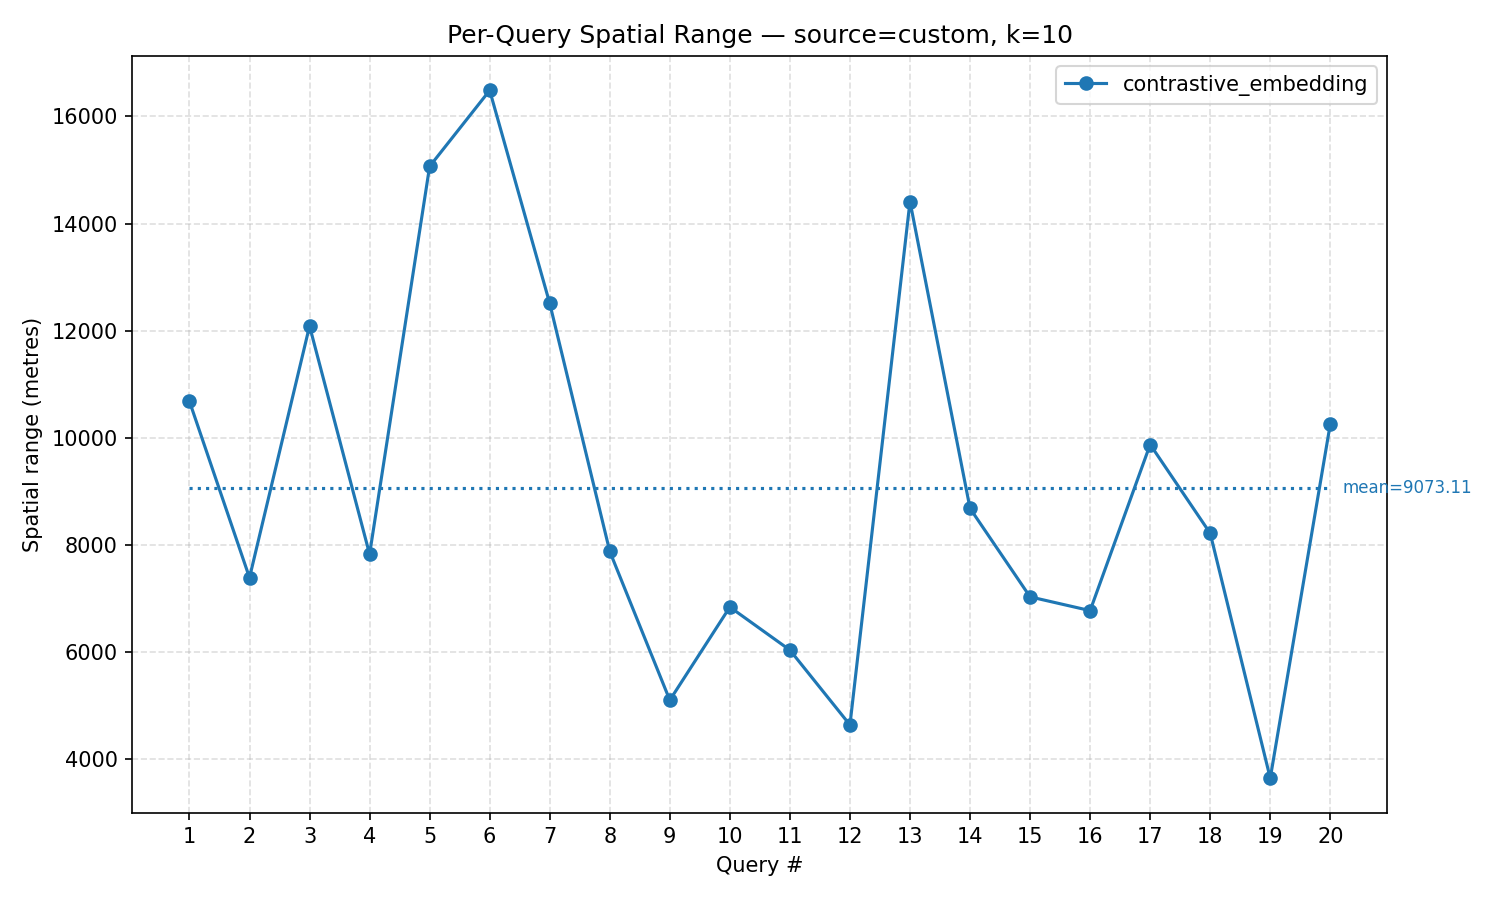 Per-Query Spatial Range — source=custom, k=10
contrastive_embedding
Spatial range (metres)
16000
14000
12000
10000
8000
6000
4000
mean=9073.11
1 2 3 4 5 6 7 8 9 10 11 12 13 14 15 16 17 18 19 20
Query #